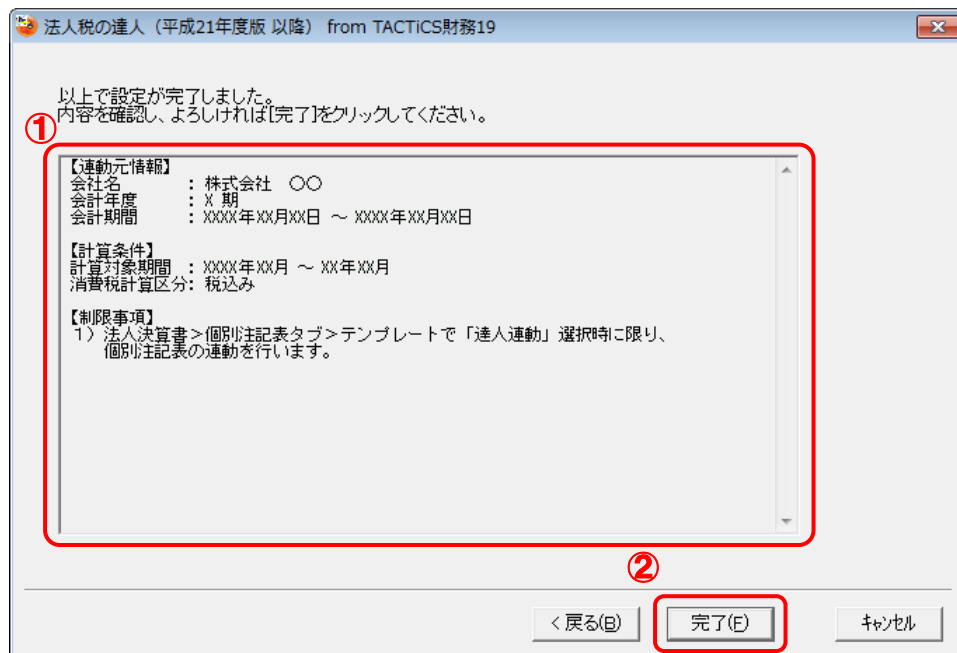 法人税の達人（平成21年度版 以降） from TACTiCS財務19
以上で設定が完了しました。
内容を確認し、よろしければ[完了]をクリックしてください。
①
【連動元情報】
会社名　　　　：株式会社　○○
会計年度　　　：X 期
会計期間　　　：XXXX年XX月XX日 ～ XXXX年XX月XX日
【計算条件】
計算対象期間　：XXXX年XX月 ～ XX年XX月
消費税計算区分：税込み
【制限事項】
１）法人決算書＞個別注記表タブ＞テンプレートで「達人連動」選択時に限り、
個別注記表の連動を行います。
②
＜戻る(B)
完了(F)
ｷｬﾝｾﾙ